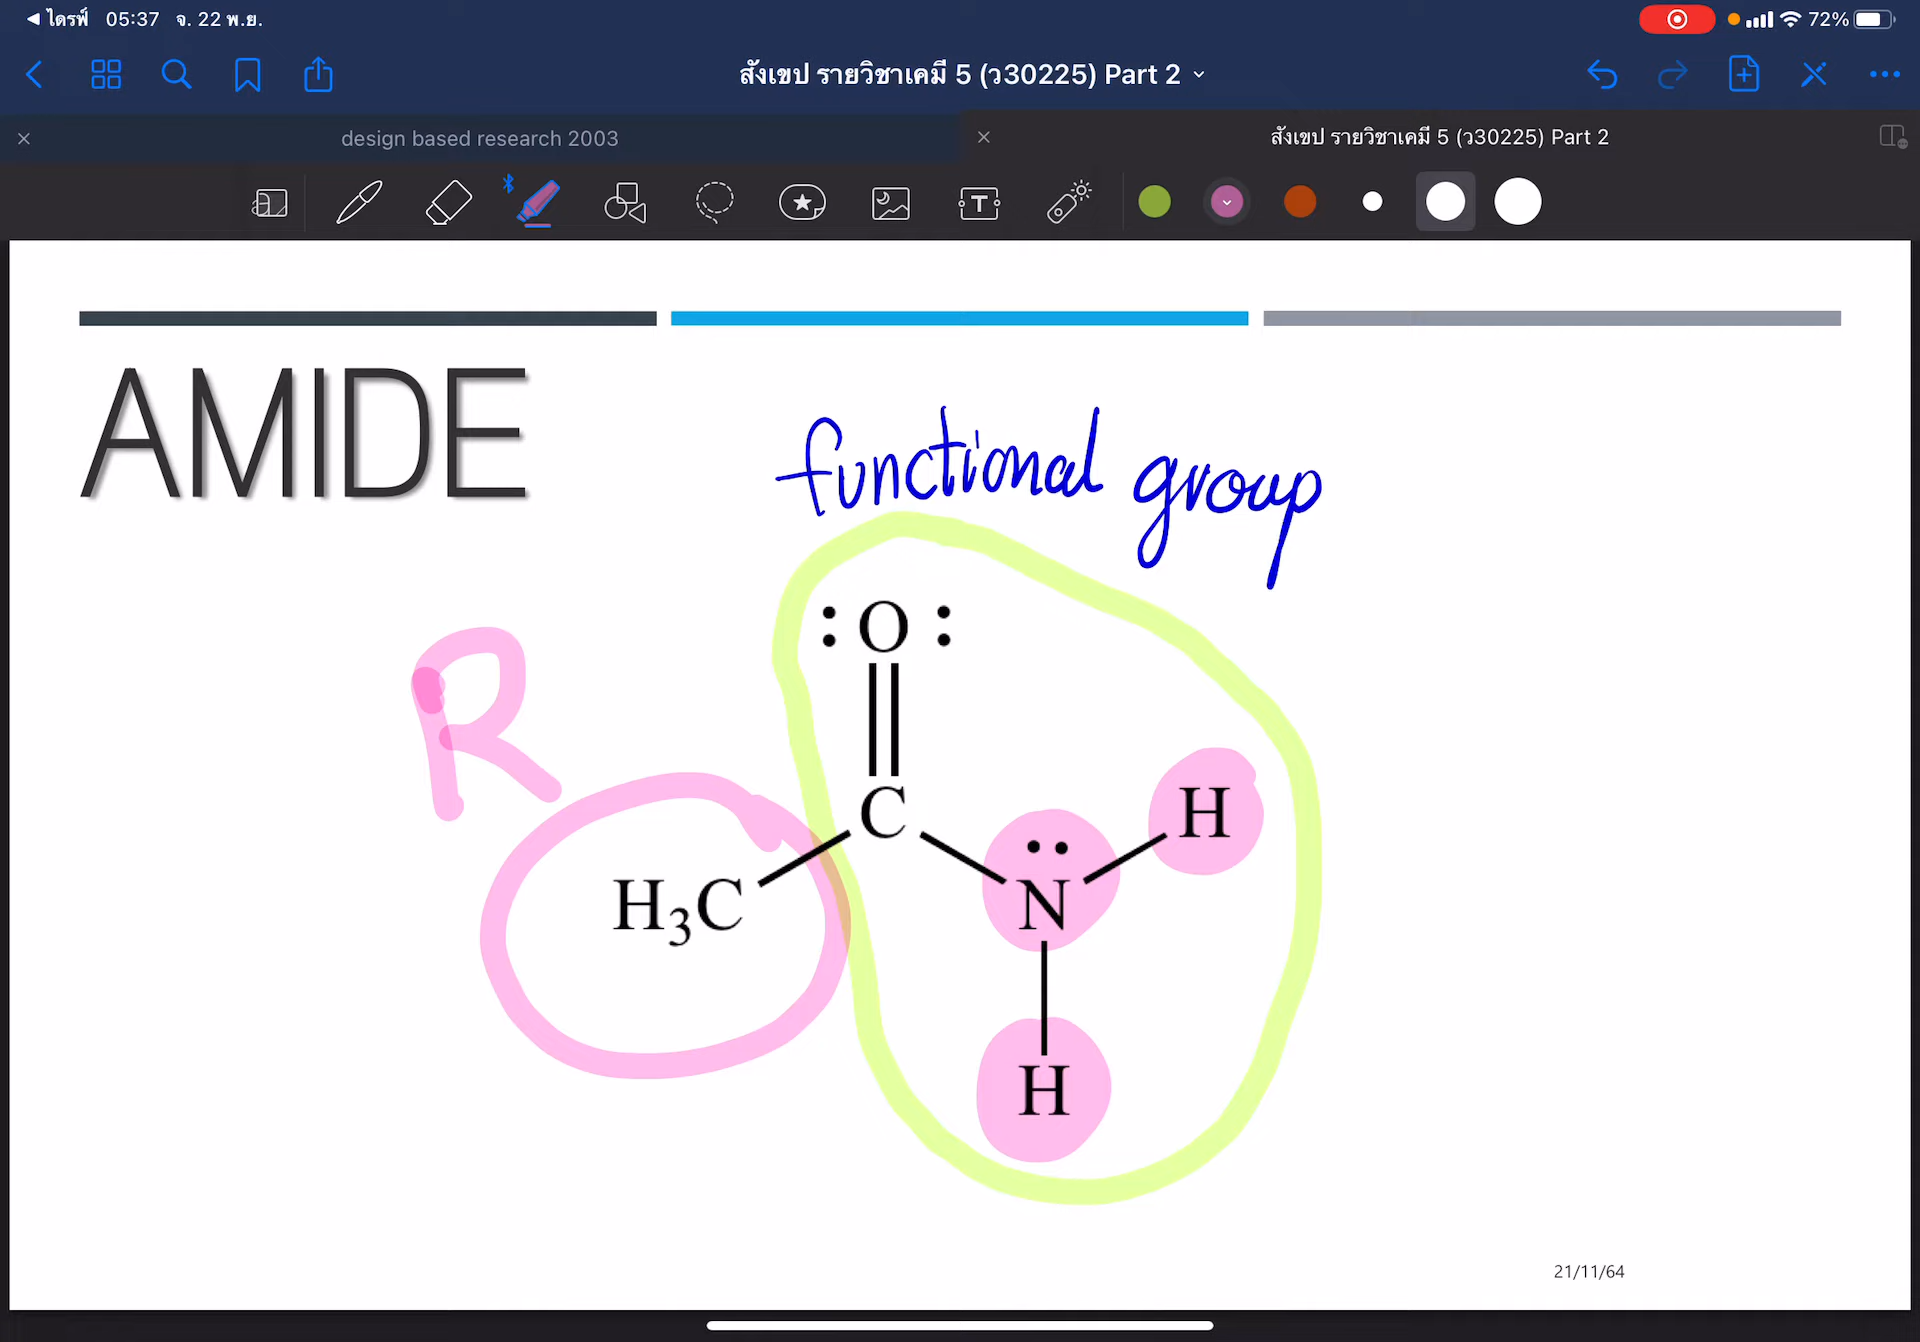 ไดรฟ์ 05:37 จ. 22 พ.ย. 72%
สังเขป รายวิชาเคมี 5 (ว30225) Part 2
design based research 2003
สังเขป รายวิชาเคมี 5 (ว30225) Part 2
T
AMIDE
functional group
R
O
C
H
H₃C
N
H
21/11/64